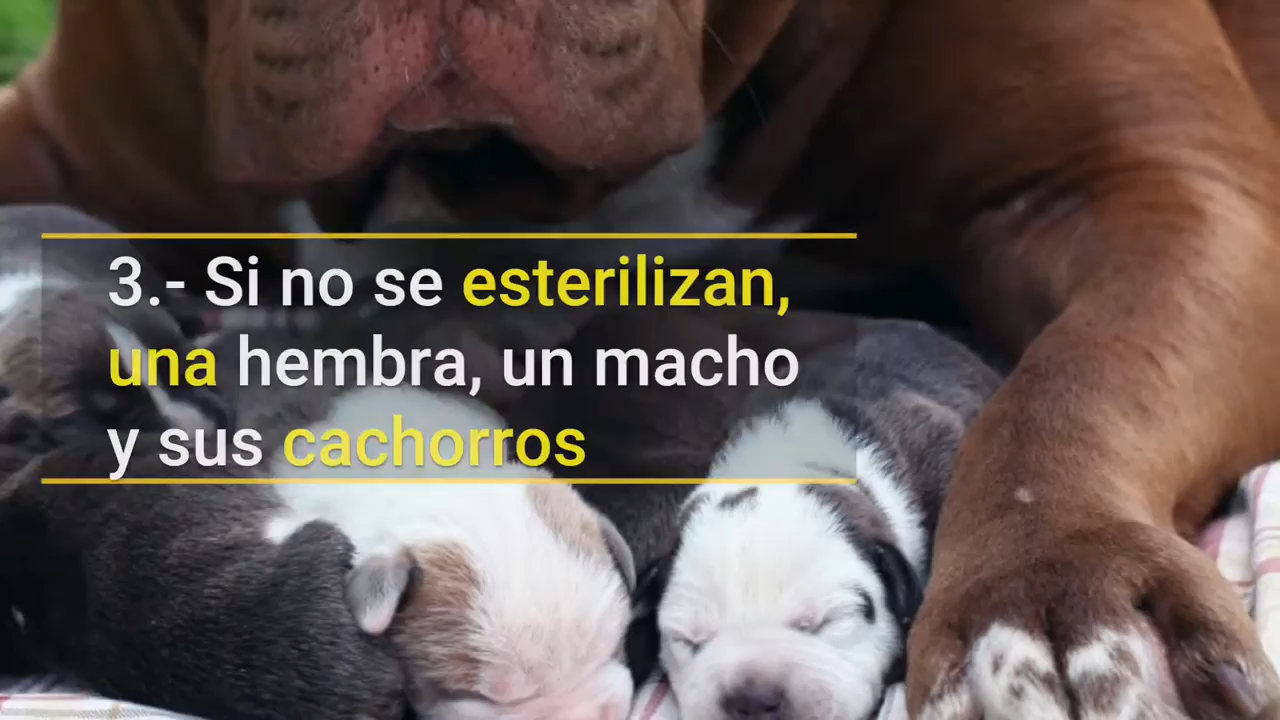 3.- Si no se esterilizan,
una hembra, un macho
y sus cachorros